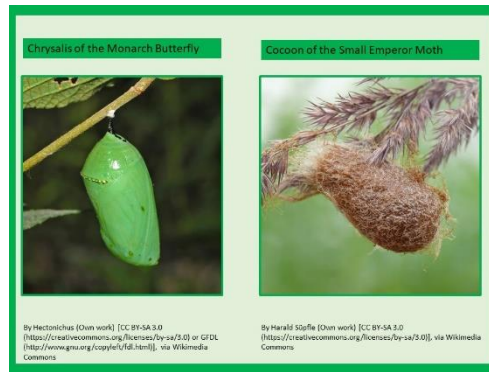 Chrysalis of the Monarch Butterfly
Cocoon of the Small Emperor Moth
By Hectonichus (Own work) [CC BY-SA 3.0
(https://creativecommons.org/licenses/by-sa/3.0) or GFDL
(http://www.gnu.org/copyleft/fdl.html)], via Wikimedia
Commons
By Harald Süpfle (Own work) [CC BY-SA 3.0
(https://creativecommons.org/licenses/by-sa/3.0)], via Wikimedia
Commons